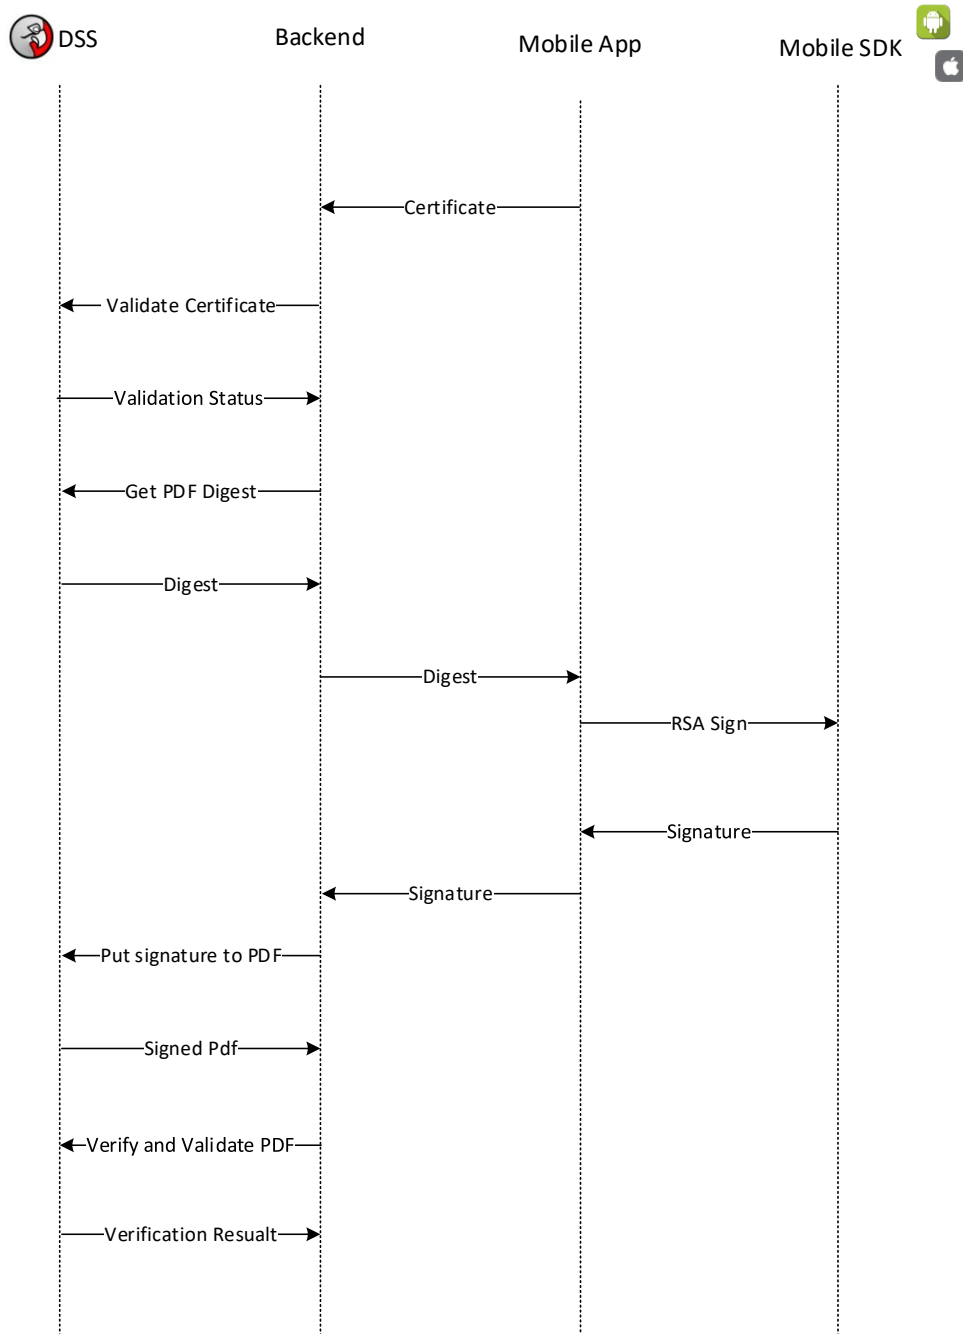 DSS
Backend
Mobile App
Mobile SDK
Certificate
Validate Certificate
Validation Status
Get PDF Digest
Digest
Digest
RSA Sign
Signature
Signature
Put signature to PDF
Signed Pdf
Verify and Validate PDF
Verification Resualt